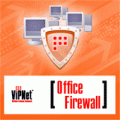 ViPNet
[ Office
Firewall ]